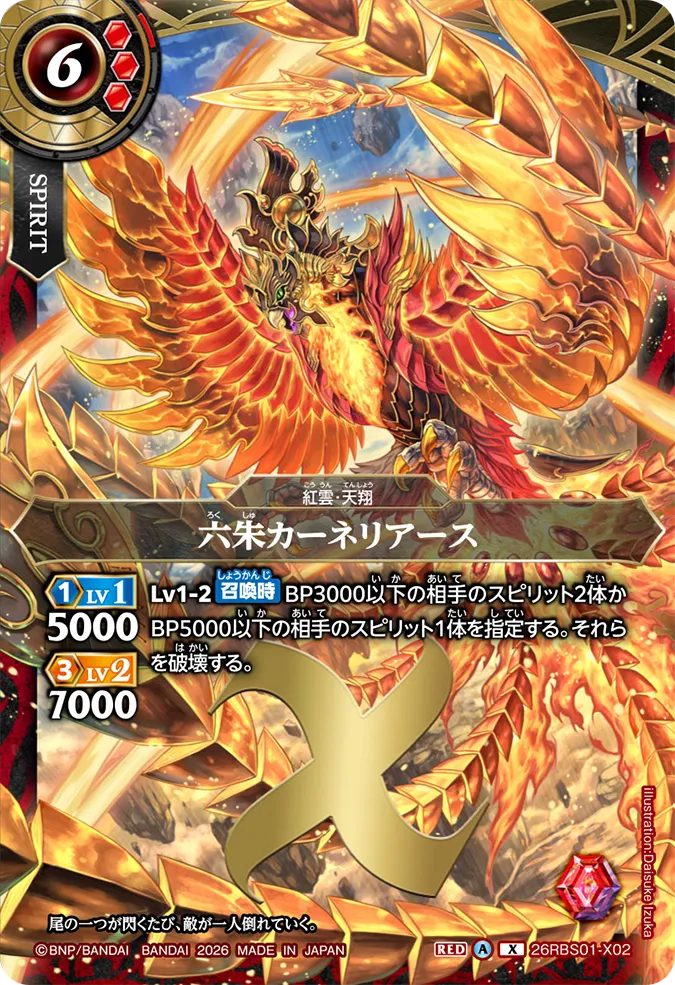 6
SPIRIT
こううん てんしょう
紅雲・天翔
ろく しゅ
六朱カーネリアース
1 LV1
5000
3 LV2
7000
しょうかんじ いか あいて たい
Lv1-2 召喚時 BP3000以下の相手のスピリット2体か
いか あいて たい してい
BP5000以下の相手のスピリット1体を指定する。それら
はかい
を破壊する。
X
illustration:Daisuke Izuka
尾の一つが閃くたび、敵が一人倒れていく。
©BNP/BANDAI BANDAI 2026 MADE IN JAPAN
RED A X 26RBS01-X02